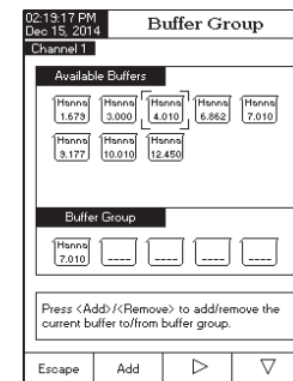 02:19:17 PM
Dec 15, 2014
Buffer Group
Channel 1
Available Buffers
Hanna Hanna Hanna Hanna Hanna
1.679 3.000 4.010 6.862 7.010
Hanna Hanna Hanna
9.177 10.010 12.450
Buffer Group
Hanna
7.010 ---- ---- ---- ----
Press <Add>/<Remove> to add/remove the
current buffer to/from buffer group.
Escape Add ▷ ▽